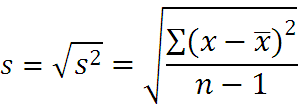 s = √s² = √(∑(x − x̅)² / (n − 1))